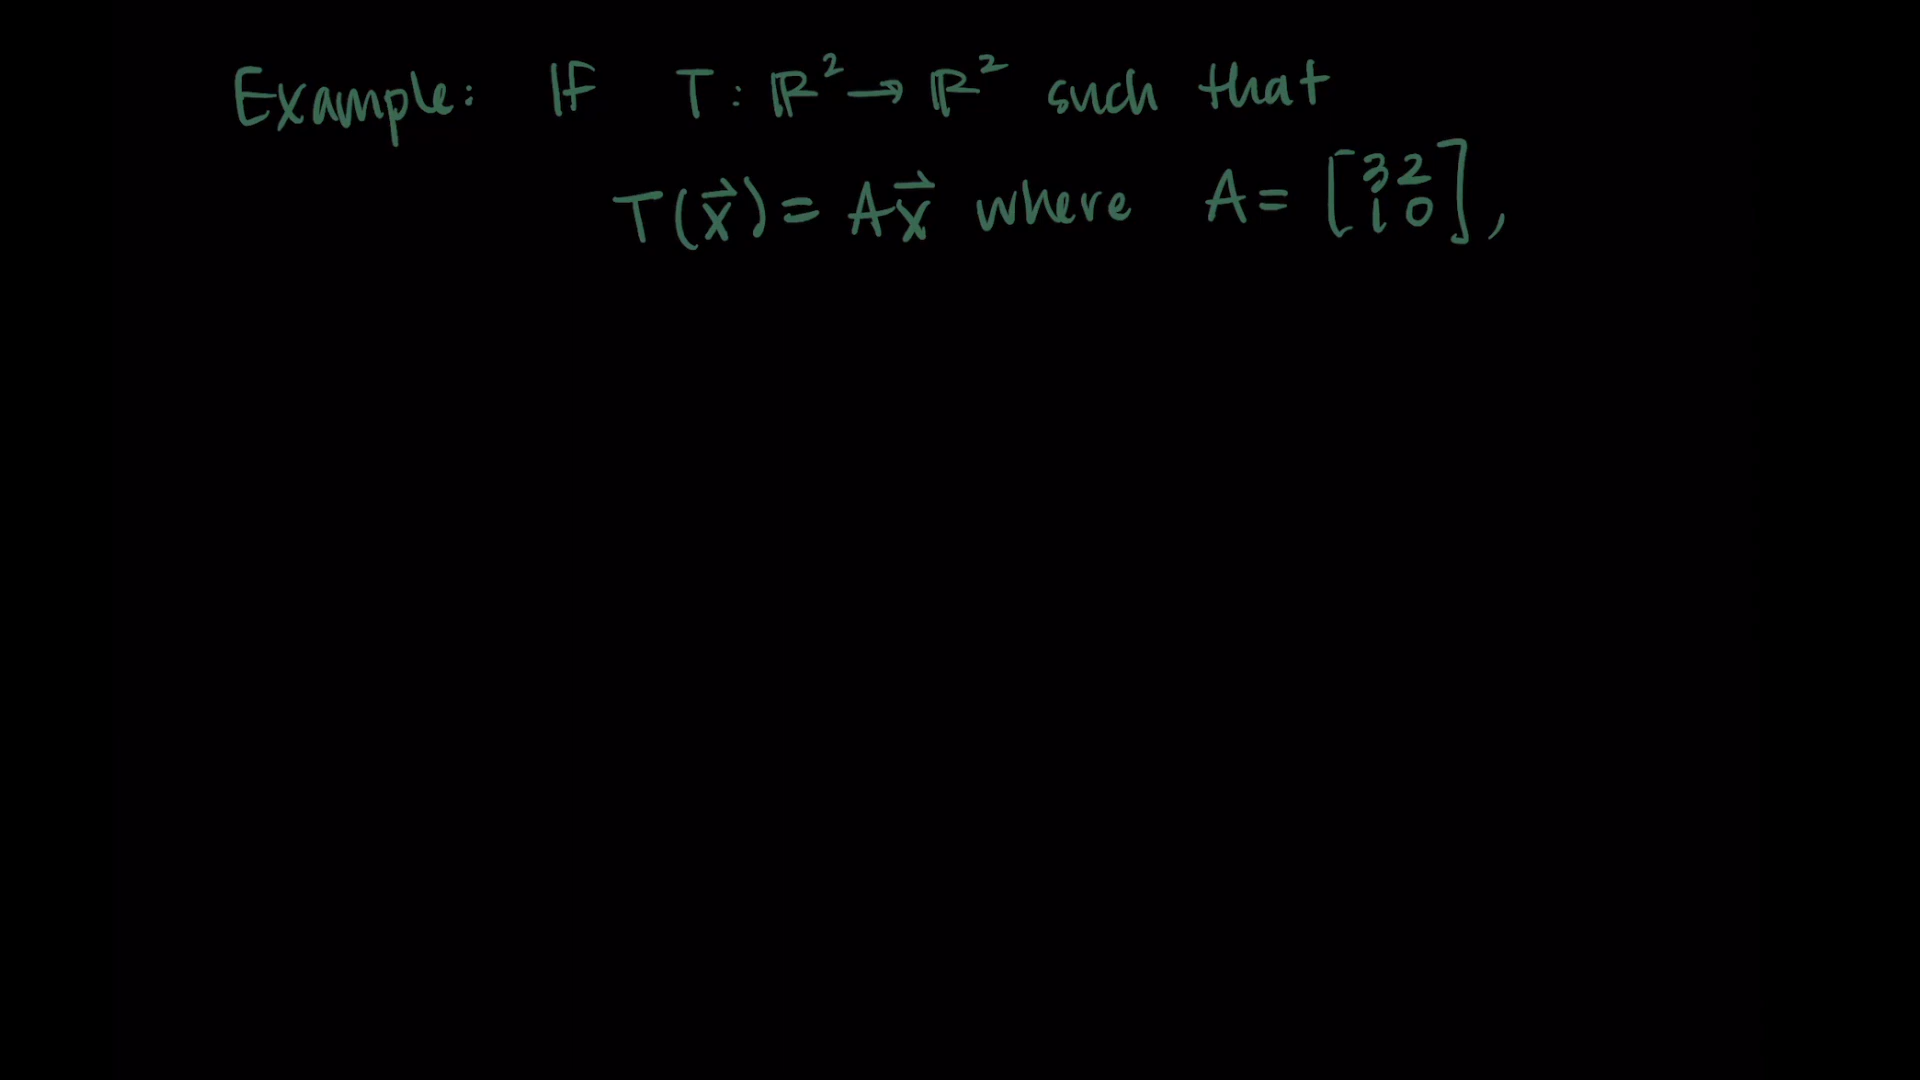 Example: If T: ℝ² → ℝ² such that
T(x⃗) = Ax⃗ where A = [3 2 1 0],